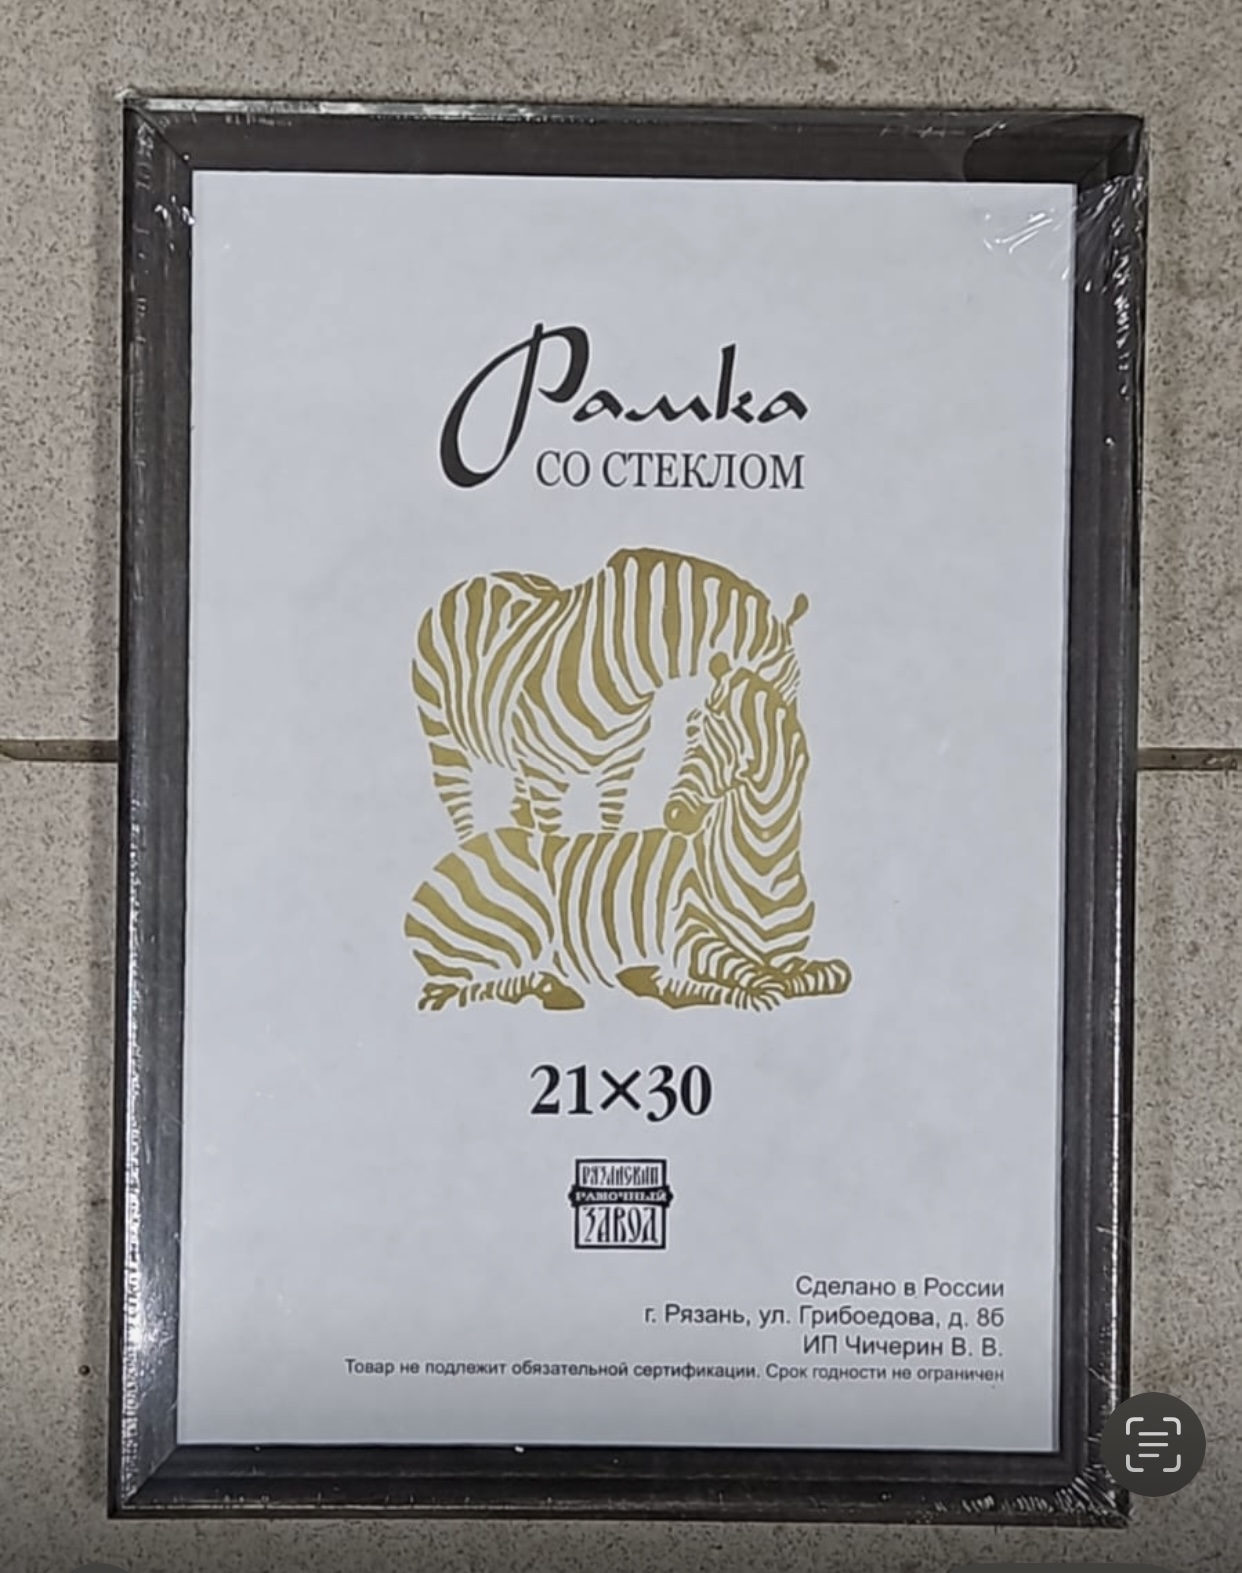 Рамка
СО СТЕКЛОМ
21×30
РЯЗАНСКИЙ
РАМОЧНЫЙ
ЗАВОД
Сделано в России
г. Рязань, ул. Грибоедова, д. 8б
ИП Чичерин В. В.
Товар не подлежит обязательной сертификации. Срок годности не ограничен